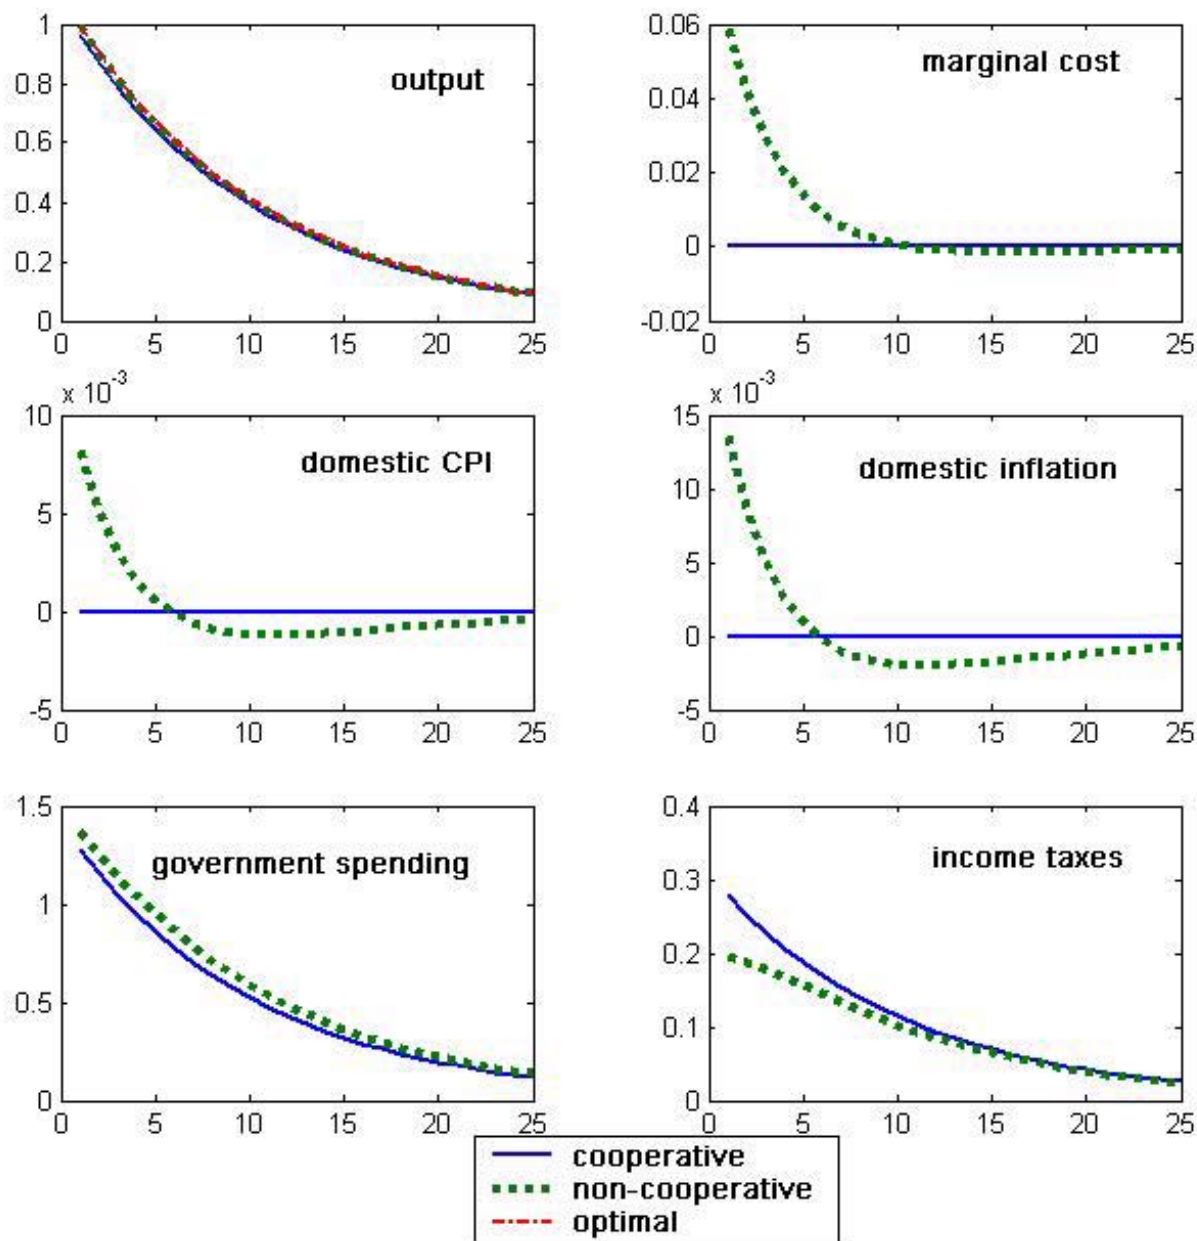 output
1
0.8
0.6
0.4
0.2
0
0 5 10 15 20 25
marginal cost
0.06
0.04
0.02
0
-0.02
0 5 10 15 20 25
x 10-3
domestic CPI
10
5
0
-5
0 5 10 15 20 25
x 10-3
domestic inflation
15
10
5
0
-5
0 5 10 15 20 25
government spending
1.5
1
0.5
0
0 5 10 15 20 25
income taxes
0.4
0.3
0.2
0.1
0
0 5 10 15 20 25
cooperative
non-cooperative
optimal